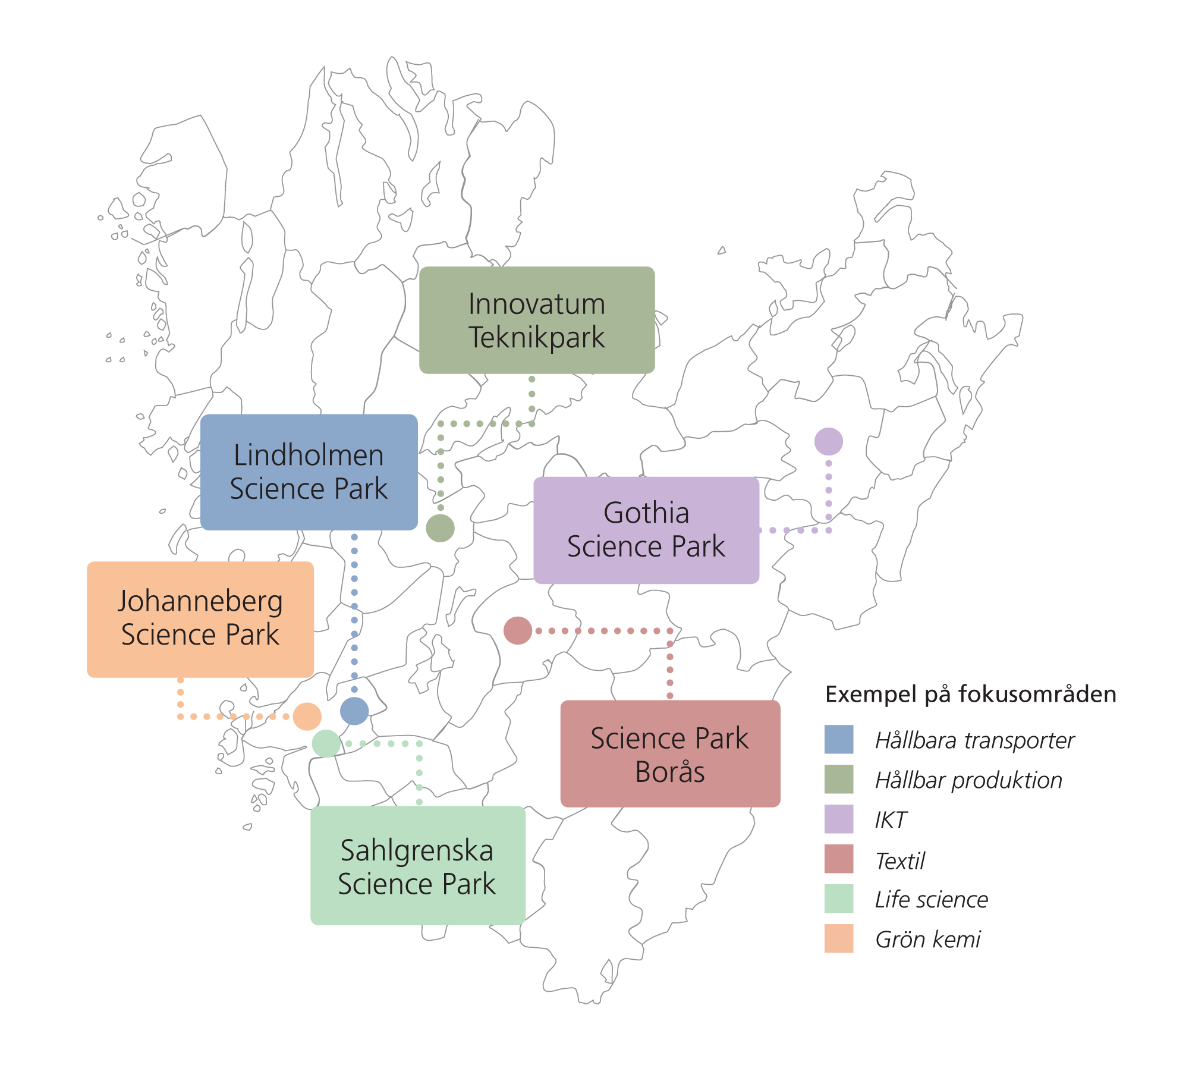 Innovatum
Teknikpark
Lindholmen
Science Park
Gothia
Science Park
Johanneberg
Science Park
Science Park
Borås
Sahlgrenska
Science Park
Exempel på fokusområden
Hållbara transporter
Hållbar produktion
IKT
Textil
Life science
Grön kemi